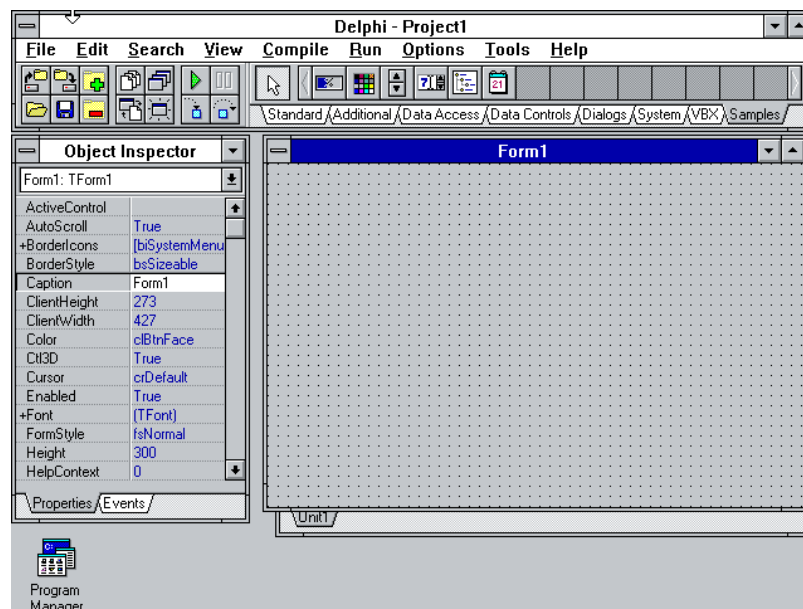 Delphi - Project1
File Edit Search View Compile Run Options Tools Help
7
21
Standard Additional Data Access Data Controls Dialogs System VBX Samples
Object Inspector
Form1: TForm1
ActiveControl
AutoScroll True
+BorderIcons [biSystemMenu
BorderStyle bsSizeable
Caption Form1
ClientHeight 273
ClientWidth 427
Color clBtnFace
Ctl3D True
Cursor crDefault
Enabled True
+Font (TFont)
FormStyle fsNormal
Height 300
HelpContext 0
Properties Events
Form1
Unit1
C:
Program
Manager